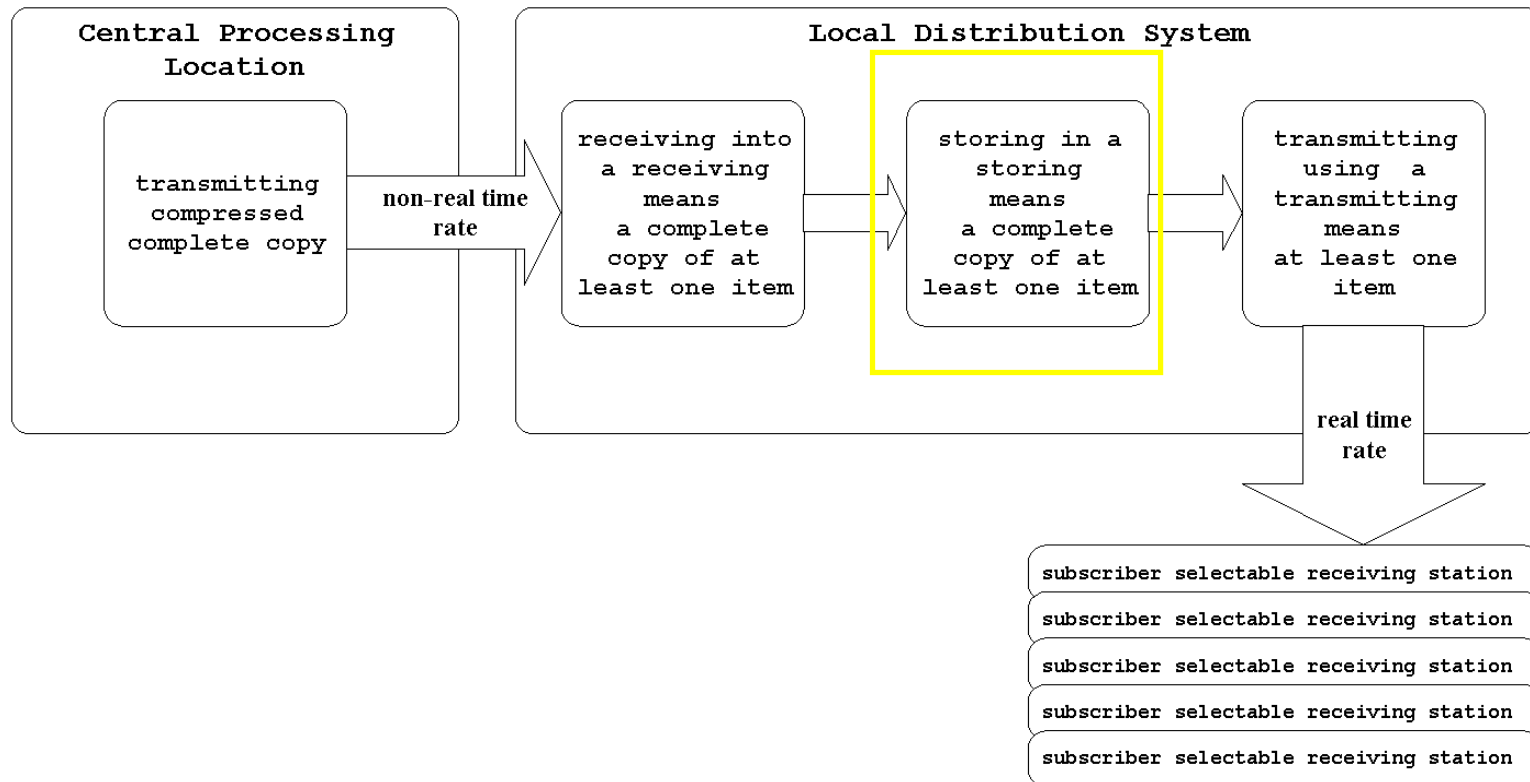 Central Processing
Location
transmitting
compressed
complete copy
non-real time
rate
Local Distribution System
receiving into
a receiving
means
a complete
copy of at
least one item
storing in a
storing
means
a complete
copy of at
least one item
transmitting
using a
transmitting
means
at least one
item
real time
rate
subscriber selectable receiving station
subscriber selectable receiving station
subscriber selectable receiving station
subscriber selectable receiving station
subscriber selectable receiving station